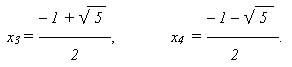 x₃ = (– 1 + √5) / 2, x₄ = (– 1 – √5) / 2.